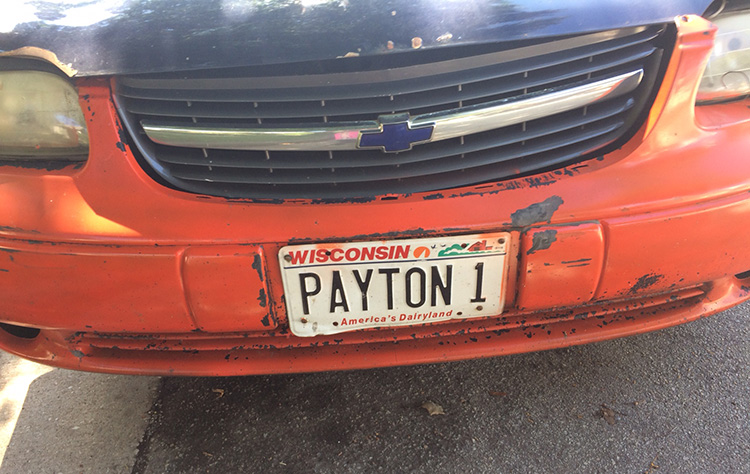 WISCONSIN
PAYTON 1
America's Dairyland